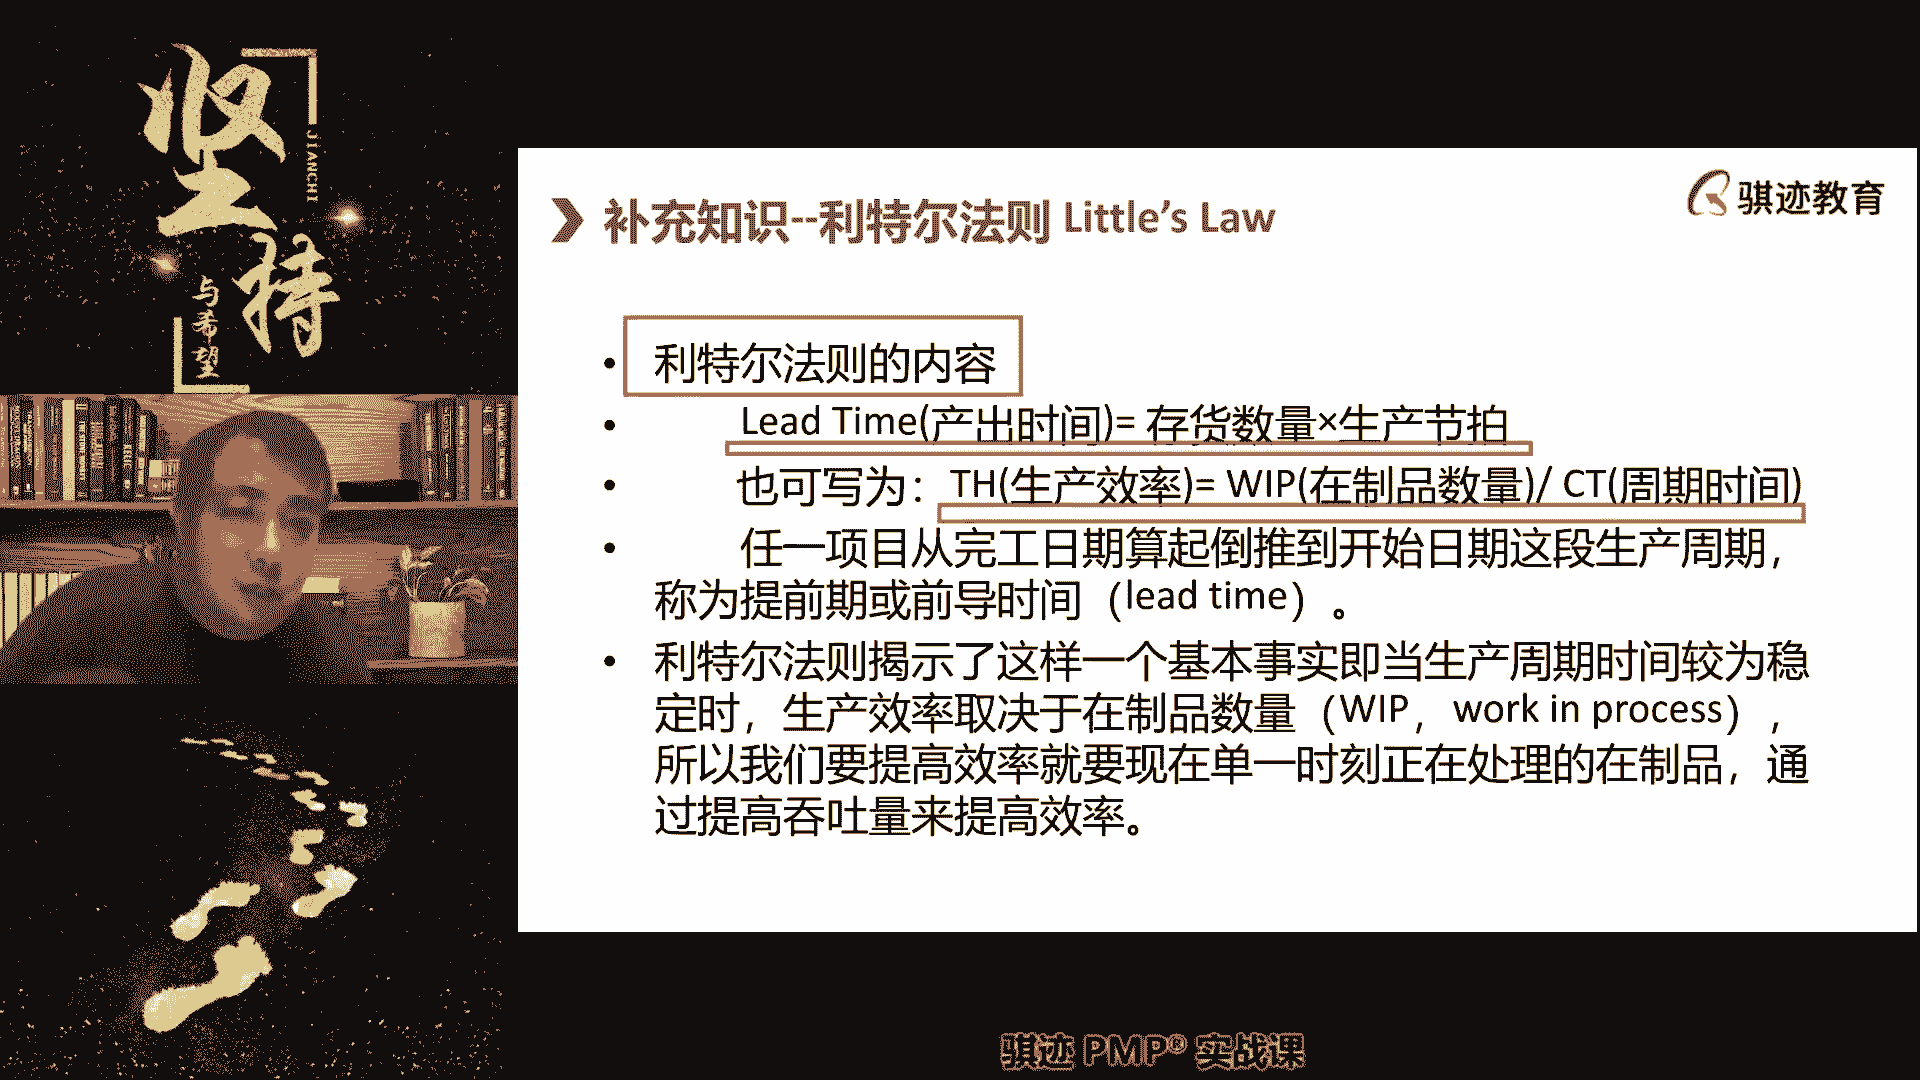 坚持
JIANCHI
与希望
骐迹教育
补充知识--利特尔法则 Little’s Law
• 利特尔法则的内容
• Lead Time(产出时间)= 存货数量×生产节拍
• 也可写为：TH(生产效率)= WIP(在制品数量)/ CT(周期时间)
• 任一项目从完工日期算起倒推到开始日期这段生产周期，
称为提前期或前导时间（lead time）。
• 利特尔法则揭示了这样一个基本事实即当生产周期时间较为稳
定时，生产效率取决于在制品数量（WIP，work in process），
所以我们要提高效率就要现在单一时刻正在处理的在制品，通
过提高吞吐量来提高效率。
骐迹 PMP® 实战课